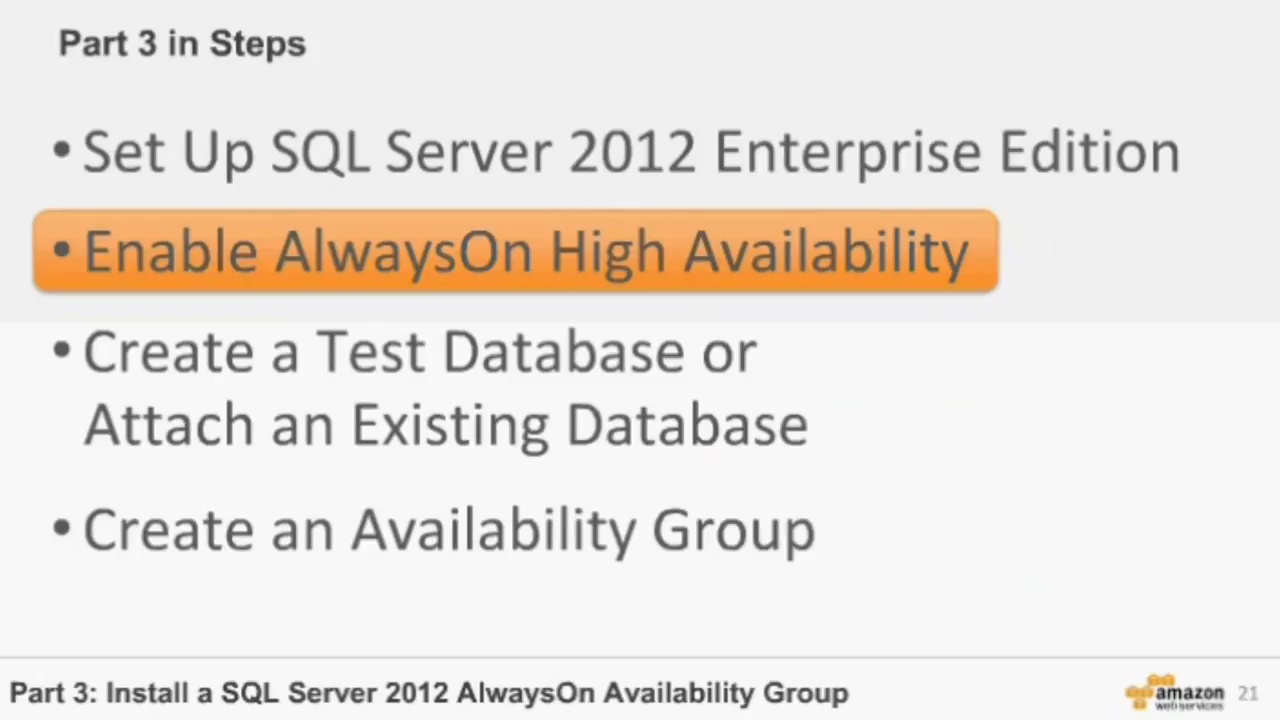 Part 3 in Steps
• Set Up SQL Server 2012 Enterprise Edition
• Enable AlwaysOn High Availability
• Create a Test Database or
Attach an Existing Database
• Create an Availability Group
Part 3: Install a SQL Server 2012 AlwaysOn Availability Group
amazon
web services
21